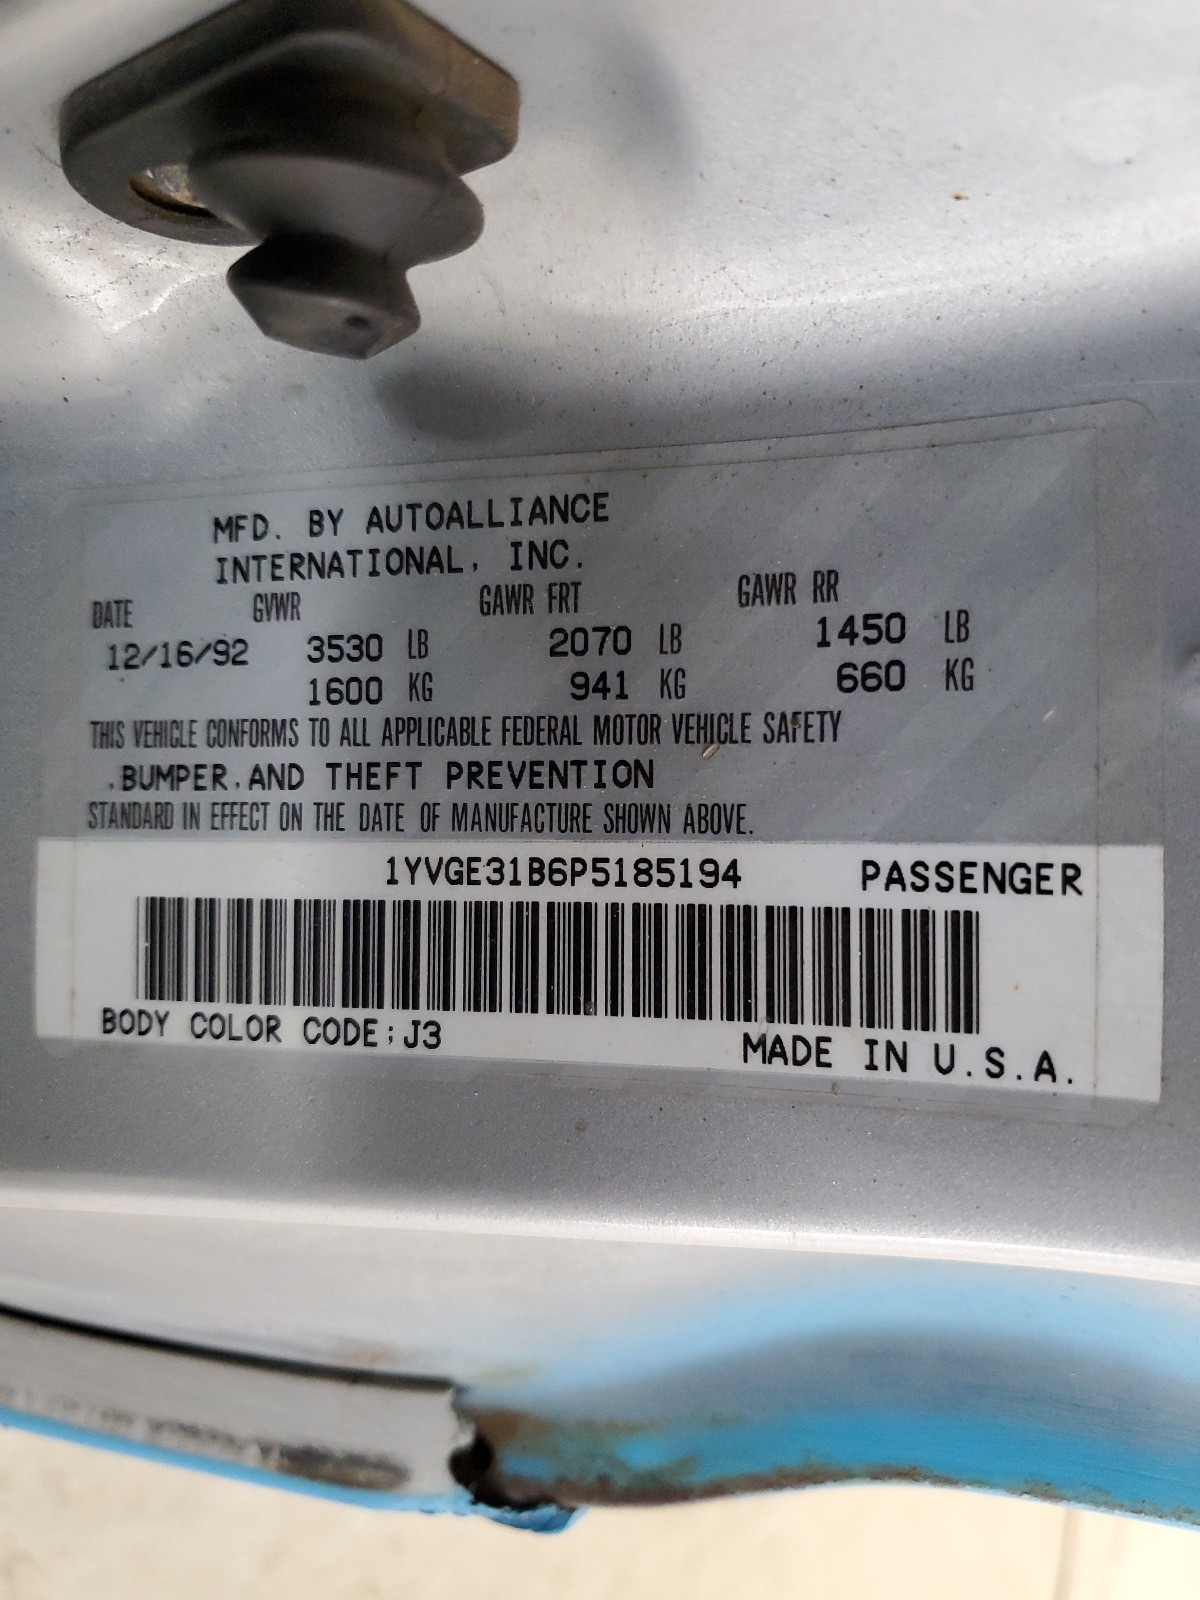 MFD. BY AUTOALLIANCE
INTERNATIONAL, INC.
DATE GVWR GAWR FRT GAWR RR
12/16/92 3530 LB 2070 LB 1450 LB
1600 KG 941 KG 660 KG
THIS VEHICLE CONFORMS TO ALL APPLICABLE FEDERAL MOTOR VEHICLE SAFETY
,BUMPER,AND THEFT PREVENTION
STANDARD IN EFFECT ON THE DATE OF MANUFACTURE SHOWN ABOVE.
1YVGE31B6P5185194 PASSENGER
BODY COLOR CODE:J3 MADE IN U.S.A.